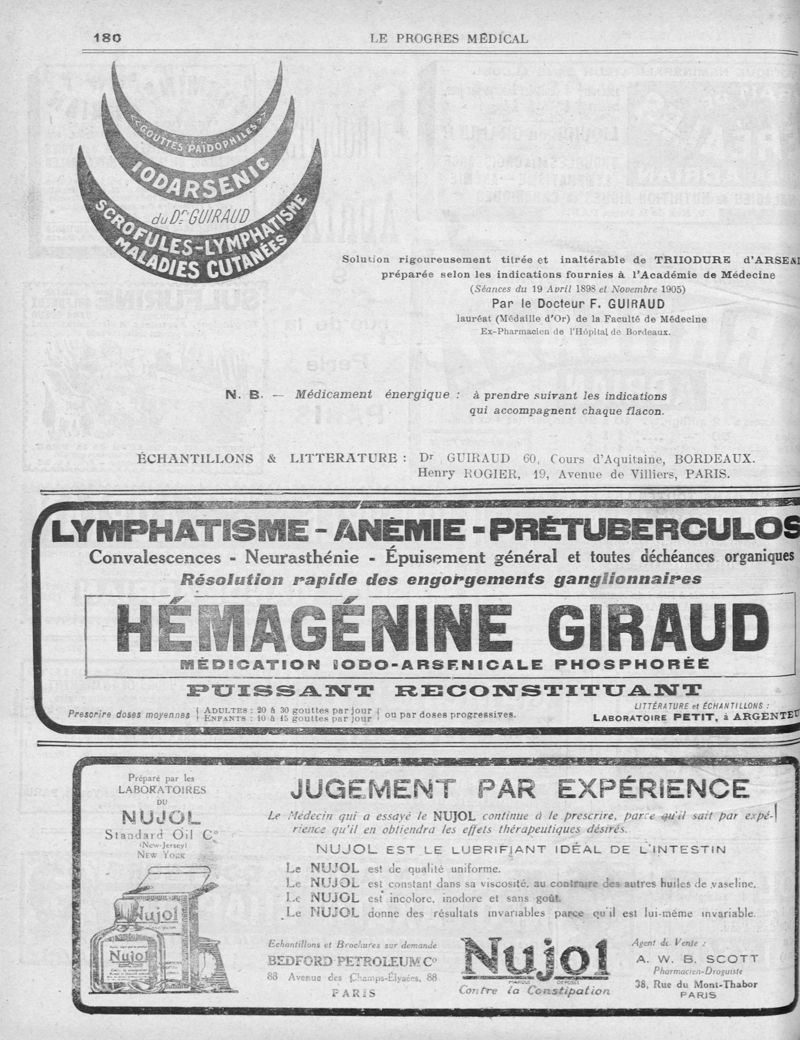 180
LE PROGRES MÉDICAL
<<GOUTTES PAÏDOPHILES>>
IODARSENIC
du Dr GUIRAUD
SCROFULES-LYMPHATISME
MALADIES CUTANÉES
Solution rigoureusement titrée et inaltérable de TRIIODURE d'ARSE
préparée selon les indications fournies à l'Académie de Médecine
(Séances du 19 Avril 1898 et Novembre 1905)
Par le Docteur F. GUIRAUD
lauréat (Médaille d'Or) de la Faculté de Médecine
Ex-Pharmacien de l'Hôpital de Bordeaux.
N. B. — Médicament énergique : à prendre suivant les indications
qui accompagnent chaque flacon.
ÉCHANTILLONS & LITTERATURE : Dr GUIRAUD 60, Cours d'Aquitaine, BORDEAUX.
Henry ROGIER, 19, Avenue de Villiers, PARIS.
LYMPHATISME - ANÉMIE - PRÉTUBERCULOS
Convalescences - Neurasthénie - Épuisement général et toutes déchéances organiques
Résolution rapide des engorgements ganglionnaires
HÉMAGÉNINE GIRAUD
MÉDICATION IODO-ARSENICALE PHOSPHORÉE
PUISSANT RECONSTITUANT
Prescrire doses moyennes { ADULTES : 20 à 30 gouttes par jour } ou par doses progressives.
ENFANTS : 10 à 15 gouttes par jour
LITTÉRATURE et ÉCHANTILLONS :
LABORATOIRE PETIT, à ARGENTEU
Préparé par les
LABORATOIRES
DU
NUJOL
Standard Oil Co
(New-Jersey)
NEW YORK
Nujol
Nujol
JUGEMENT PAR EXPÉRIENCE
Le Médecin qui a essayé le NUJOL continue à le prescrire, parce qu'il sait par expé-
rience qu'il en obtiendra les effets thérapeutiques désirés.
NUJOL EST LE LUBRIFIANT IDÉAL DE L'INTESTIN
Le NUJOL est de qualité uniforme.
Le NUJOL est constant dans sa viscosité, au contraire des autres huiles de vaseline.
Le NUJOL est incolore, inodore et sans goût.
Le NUJOL donne des résultats invariables parce qu'il est lui-même invariable.
Echantillons et Brochures sur demande
BEDFORD PETROLEUM Co
88 Avenue des Champs-Élysées, 88
PARIS
Nujol
MARQUE DÉPOSÉE
Contre la Constipation
Agent de Vente :
A. W. B. SCOTT
Pharmacien-Droguiste
38, Rue du Mont-Thabor
PARIS